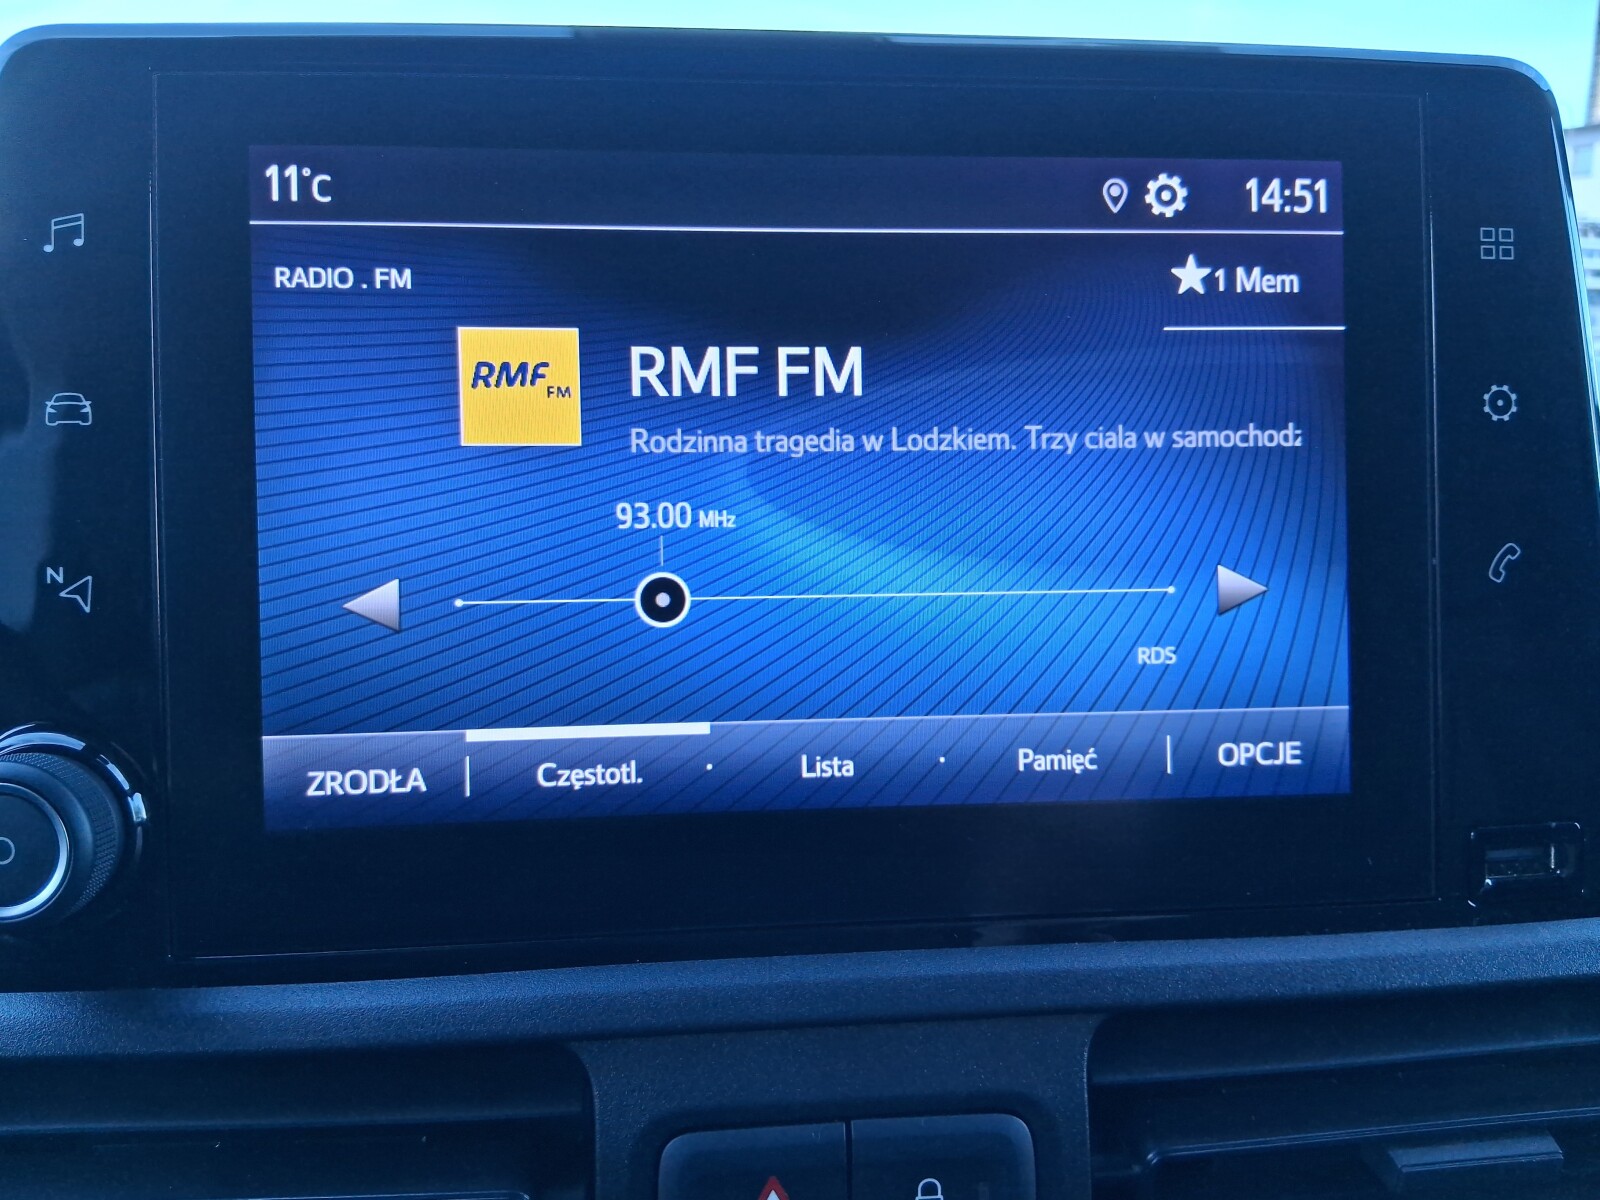 11°C
14:51
RADIO . FM
1 Mem
RMF FM
RMF FM
Rodzinna tragedia w Lodzkiem. Trzy ciala w samochodz
93.00 MHz
N
RDS
ZRODŁA
Częstotl.
Lista
Pamięć
OPCJE